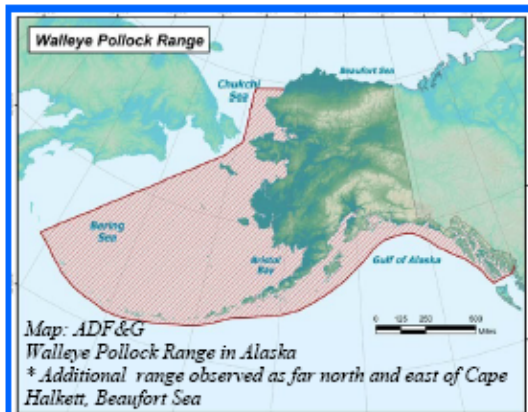 Walleye Pollock Range
Beaufort Sea
Chukchi
Sea
Bering
Sea
Bristol
Bay
Gulf of Alaska
0 125 250 500
Miles
Map: ADF&G
Walleye Pollock Range in Alaska
* Additional range observed as far north and east of Cape
Halkett, Beaufort Sea